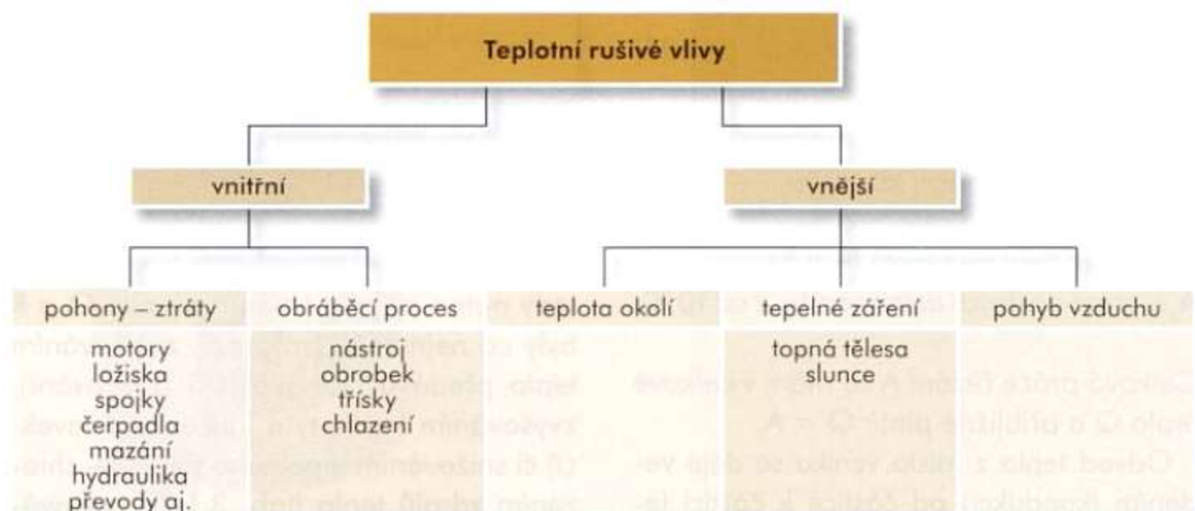 Teplotní rušivé vlivy
vnitřní
vnější
pohony – ztráty
obráběcí proces
teplota okolí
tepelné záření
pohyb vzduchu
motory
ložiska
spojky
čerpadla
mazání
hydraulika
převody aj.
nástroj
obrobek
třísky
chlazení
topná tělesa
slunce